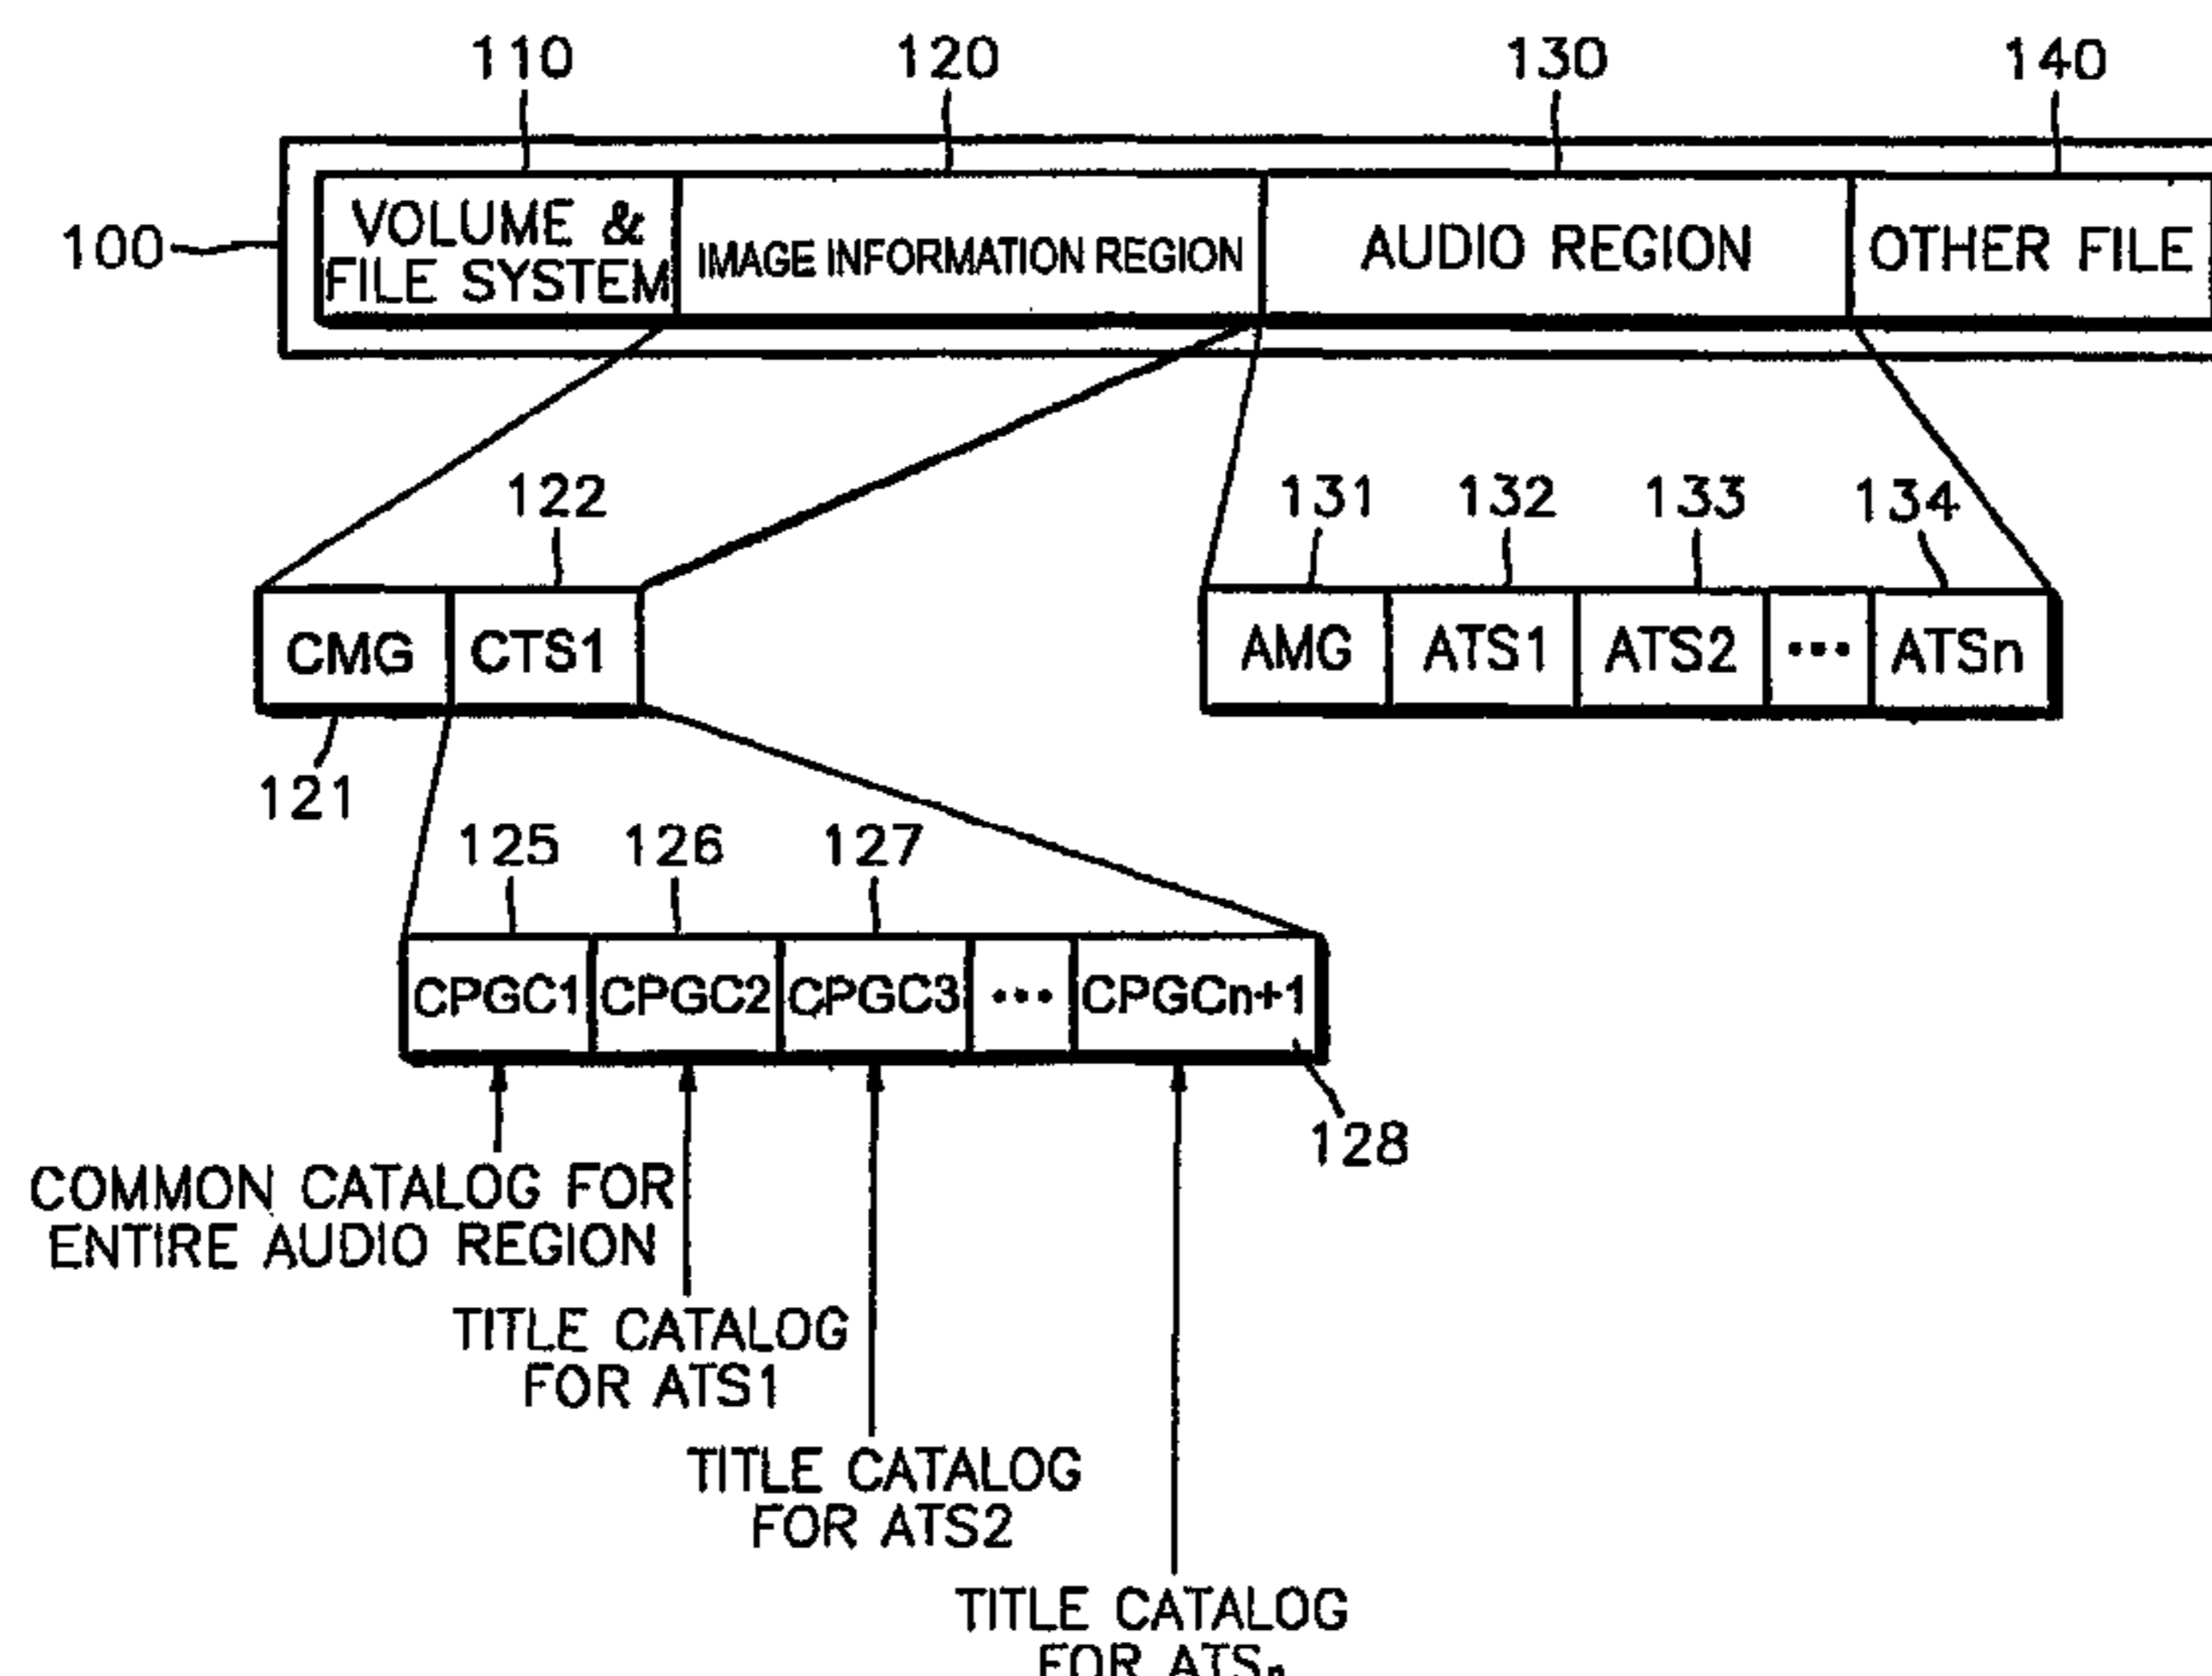 110
120
130
140
100
VOLUME &
FILE SYSTEM
IMAGE INFORMATION REGION
AUDIO REGION
OTHER FILE
122
131
132
133
134
CMG
CTS1
AMG
ATS1
ATS2
...
ATSn
121
125
126
127
CPGC1
CPGC2
CPGC3
...
CPGCn+1
128
COMMON CATALOG FOR
ENTIRE AUDIO REGION
TITLE CATALOG
FOR ATS1
TITLE CATALOG
FOR ATS2
TITLE CATALOG
FOR ATSn